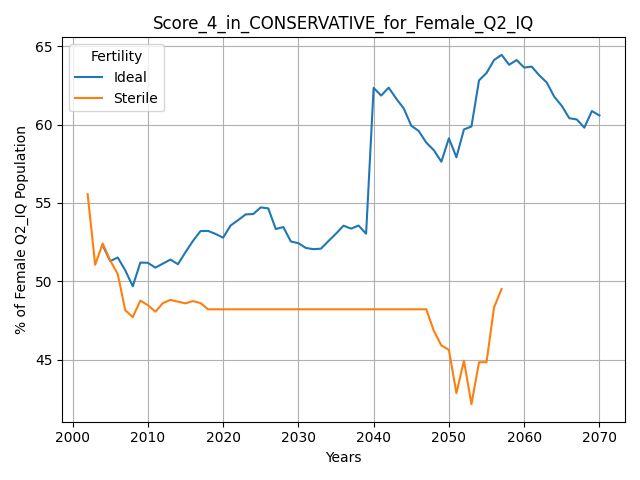 Score_4_in_CONSERVATIVE_for_Female_Q2_IQ
Fertility
Ideal
Sterile
% of Female Q2_IQ Population
65
60
55
50
45
2000 2010 2020 2030 2040 2050 2060 2070
Years